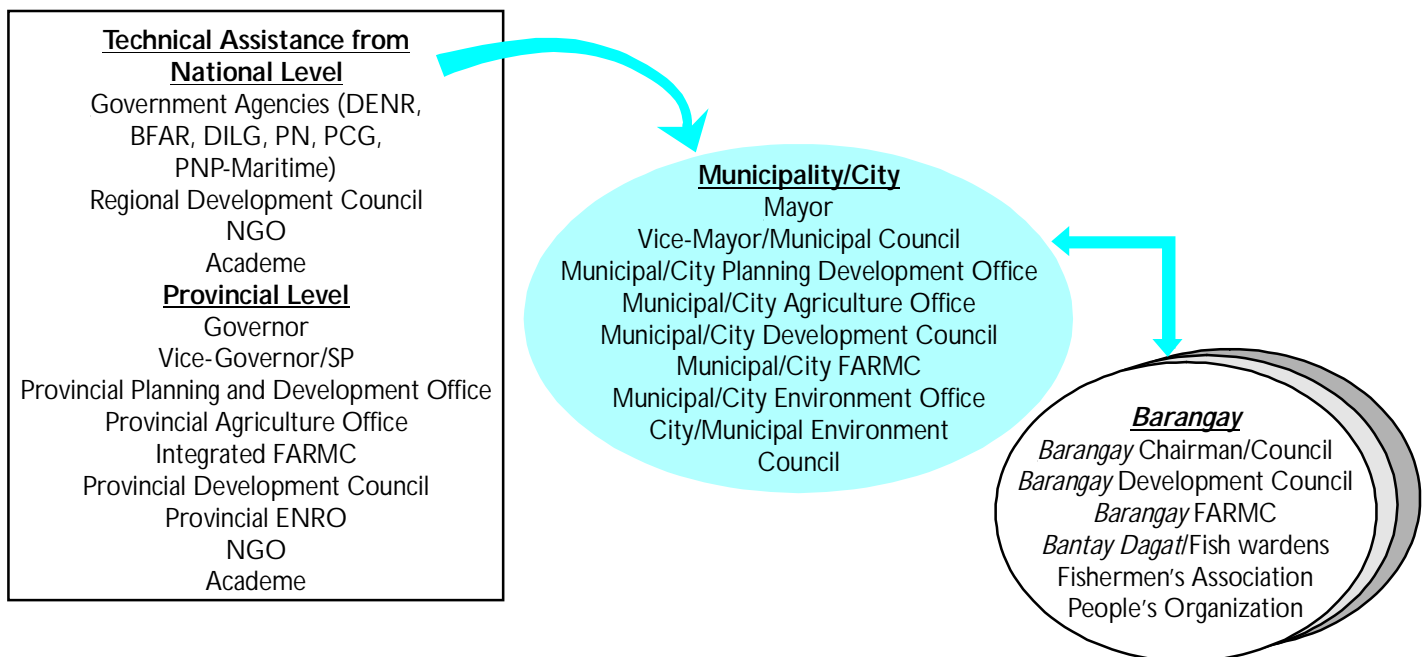 Technical Assistance from
National Level
Government Agencies (DENR,
BFAR, DILG, PN, PCG,
PNP-Maritime)
Regional Development Council
NGO
Academe
Provincial Level
Governor
Vice-Governor/SP
Provincial Planning and Development Office
Provincial Agriculture Office
Integrated FARMC
Provincial Development Council
Provincial ENRO
NGO
Academe
Municipality/City
Mayor
Vice-Mayor/Municipal Council
Municipal/City Planning Development Office
Municipal/City Agriculture Office
Municipal/City Development Council
Municipal/City FARMC
Municipal/City Environment Office
City/Municipal Environment
Council
Barangay
Barangay Chairman/Council
Barangay Development Council
Barangay FARMC
Bantay Dagat/Fish wardens
Fishermen's Association
People's Organization